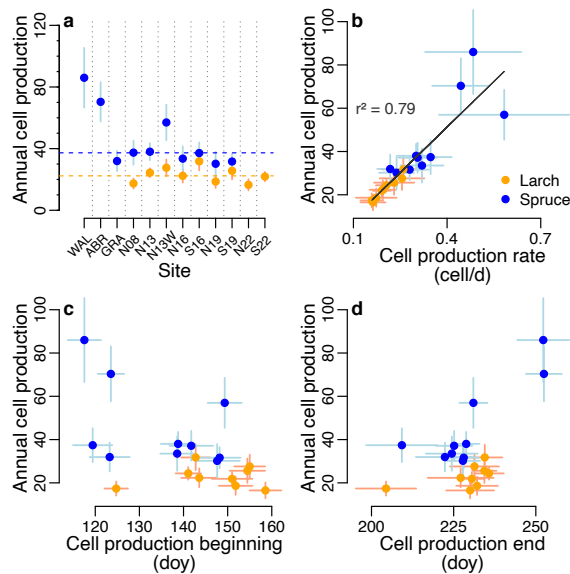 a
Annual cell production
0
40
80
120
WAL
ABR
GRA
N08
N13
N13W
N16
S16
N19
S19
N22
S22
Site
b
Annual cell production
20
40
60
80
100
r² = 0.79
Larch
Spruce
0.1
0.4
0.7
Cell production rate
(cell/d)
c
Annual cell production
20
40
60
80
100
120
130
140
150
160
Cell production beginning
(doy)
d
Annual cell production
20
40
60
80
100
200
225
250
Cell production end
(doy)